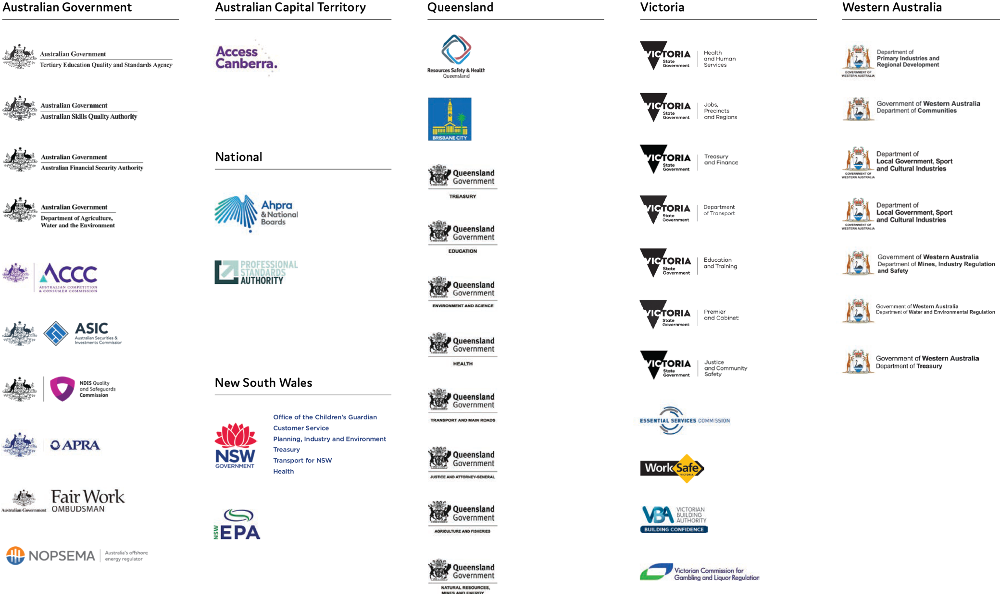 Australian Government
Australian Government
Tertiary Education Quality and Standards Agency
Australian Government
Australian Skills Quality Authority
Australian Government
Australian Financial Security Authority
Australian Government
Department of Agriculture,
Water and the Environment
ACCC
AUSTRALIAN COMPETITION
& CONSUMER COMMISSION
ASIC
Australian Securities &
Investments Commission
NDIS Quality
and Safeguards
Commission
APRA
Australian Government
Fair Work
OMBUDSMAN
NOPSEMA
Australia's offshore
energy regulator
Australian Capital Territory
Access
Canberra.
National
Ahpra
& National
Boards
PROFESSIONAL
STANDARDS
AUTHORITY
New South Wales
NSW
GOVERNMENT
Office of the Children's Guardian
Customer Service
Planning, Industry and Environment
Treasury
Transport for NSW
Health
NSW
EPA
Queensland
Resources Safety & Health
Queensland
BRISBANE CITY
Queensland
Government
TREASURY
Queensland
Government
EDUCATION
Queensland
Government
ENVIRONMENT AND SCIENCE
Queensland
Government
HEALTH
Queensland
Government
TRANSPORT AND MAIN ROADS
Queensland
Government
JUSTICE AND ATTORNEY-GENERAL
Queensland
Government
AGRICULTURE AND FISHERIES
Queensland
Government
NATURAL RESOURCES,
MINES AND ENERGY
Victoria
VICTORIA
State
Government
Health
and Human
Services
VICTORIA
State
Government
Jobs,
Precincts
and Regions
VICTORIA
State
Government
Treasury
and Finance
VICTORIA
State
Government
Department
of Transport
VICTORIA
State
Government
Education
and Training
VICTORIA
State
Government
Premier
and Cabinet
VICTORIA
State
Government
Justice
and Community
Safety
ESSENTIAL SERVICES COMMISSION
WorkSafe
VICTORIA
VBA
VICTORIAN
BUILDING
AUTHORITY
BUILDING CONFIDENCE
Victorian Commission for
Gambling and Liquor Regulation
Western Australia
GOVERNMENT OF
WESTERN AUSTRALIA
Department of
Primary Industries and
Regional Development
Government of Western Australia
Department of Communities
GOVERNMENT OF
WESTERN AUSTRALIA
Department of
Local Government, Sport
and Cultural Industries
GOVERNMENT OF
WESTERN AUSTRALIA
Department of
Local Government, Sport
and Cultural Industries
Government of Western Australia
Department of Mines, Industry Regulation
and Safety
Government of Western Australia
Department of Water and Environmental Regulation
Government of Western Australia
Department of Treasury